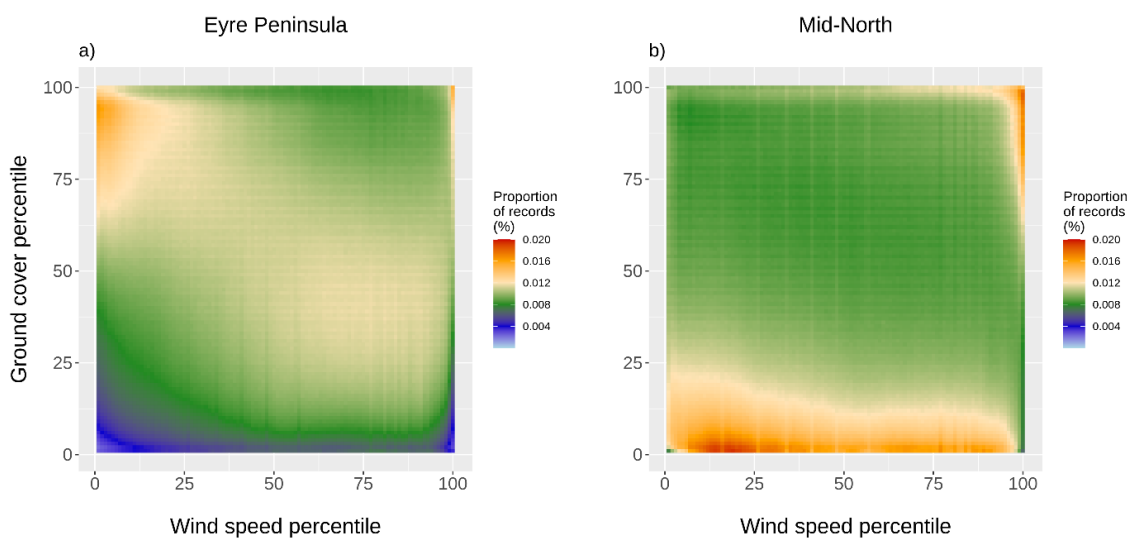 Eyre Peninsula
a)
Ground cover percentile
100
75
50
25
0
0 25 50 75 100
Wind speed percentile
Proportion
of records
(%)
0.020
0.016
0.012
0.008
0.004
Mid-North
b)
100
75
50
25
0
0 25 50 75 100
Wind speed percentile
Proportion
of records
(%)
0.020
0.016
0.012
0.008
0.004